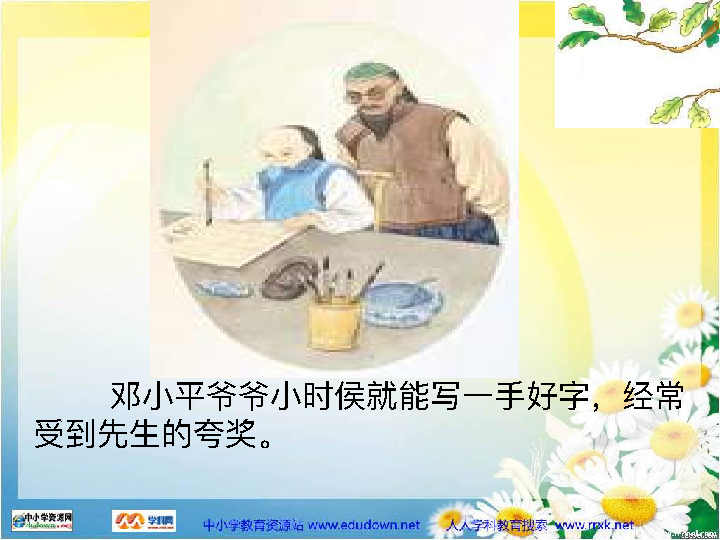 邓小平爷爷小时侯就能写一手好字，经常
受到先生的夸奖。
中小学资源网
学科网
中小学教育资源站 www.edudown.net 人人学科教育搜索 www.rrxk.net